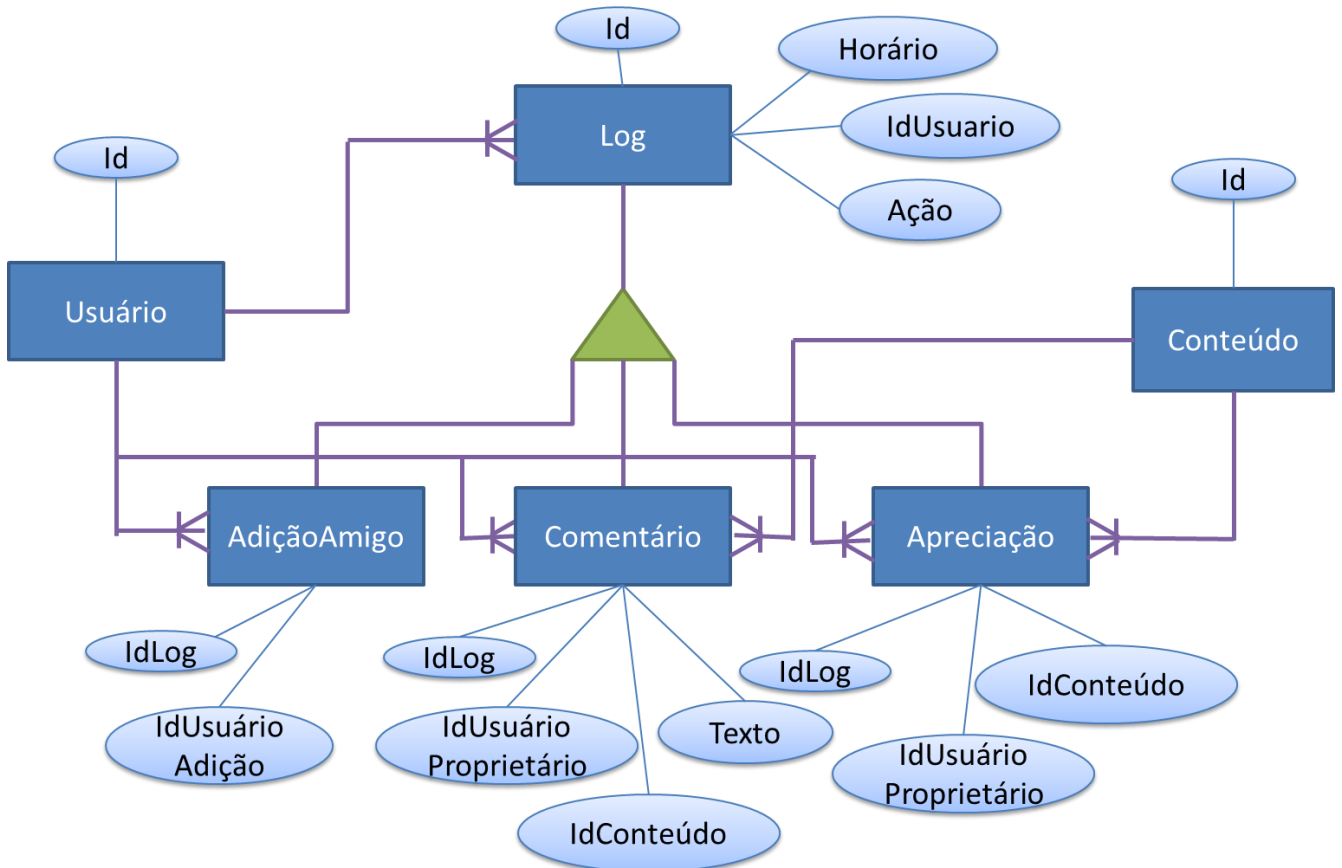 Id
Horário
Log
IdUsuario
Id
Ação
Id
Usuário
Conteúdo
AdiçãoAmigo
Comentário
Apreciação
IdLog
IdLog
IdLog
IdConteúdo
IdUsuário
Adição
IdUsuário
Proprietário
Texto
IdUsuário
Proprietário
IdConteúdo